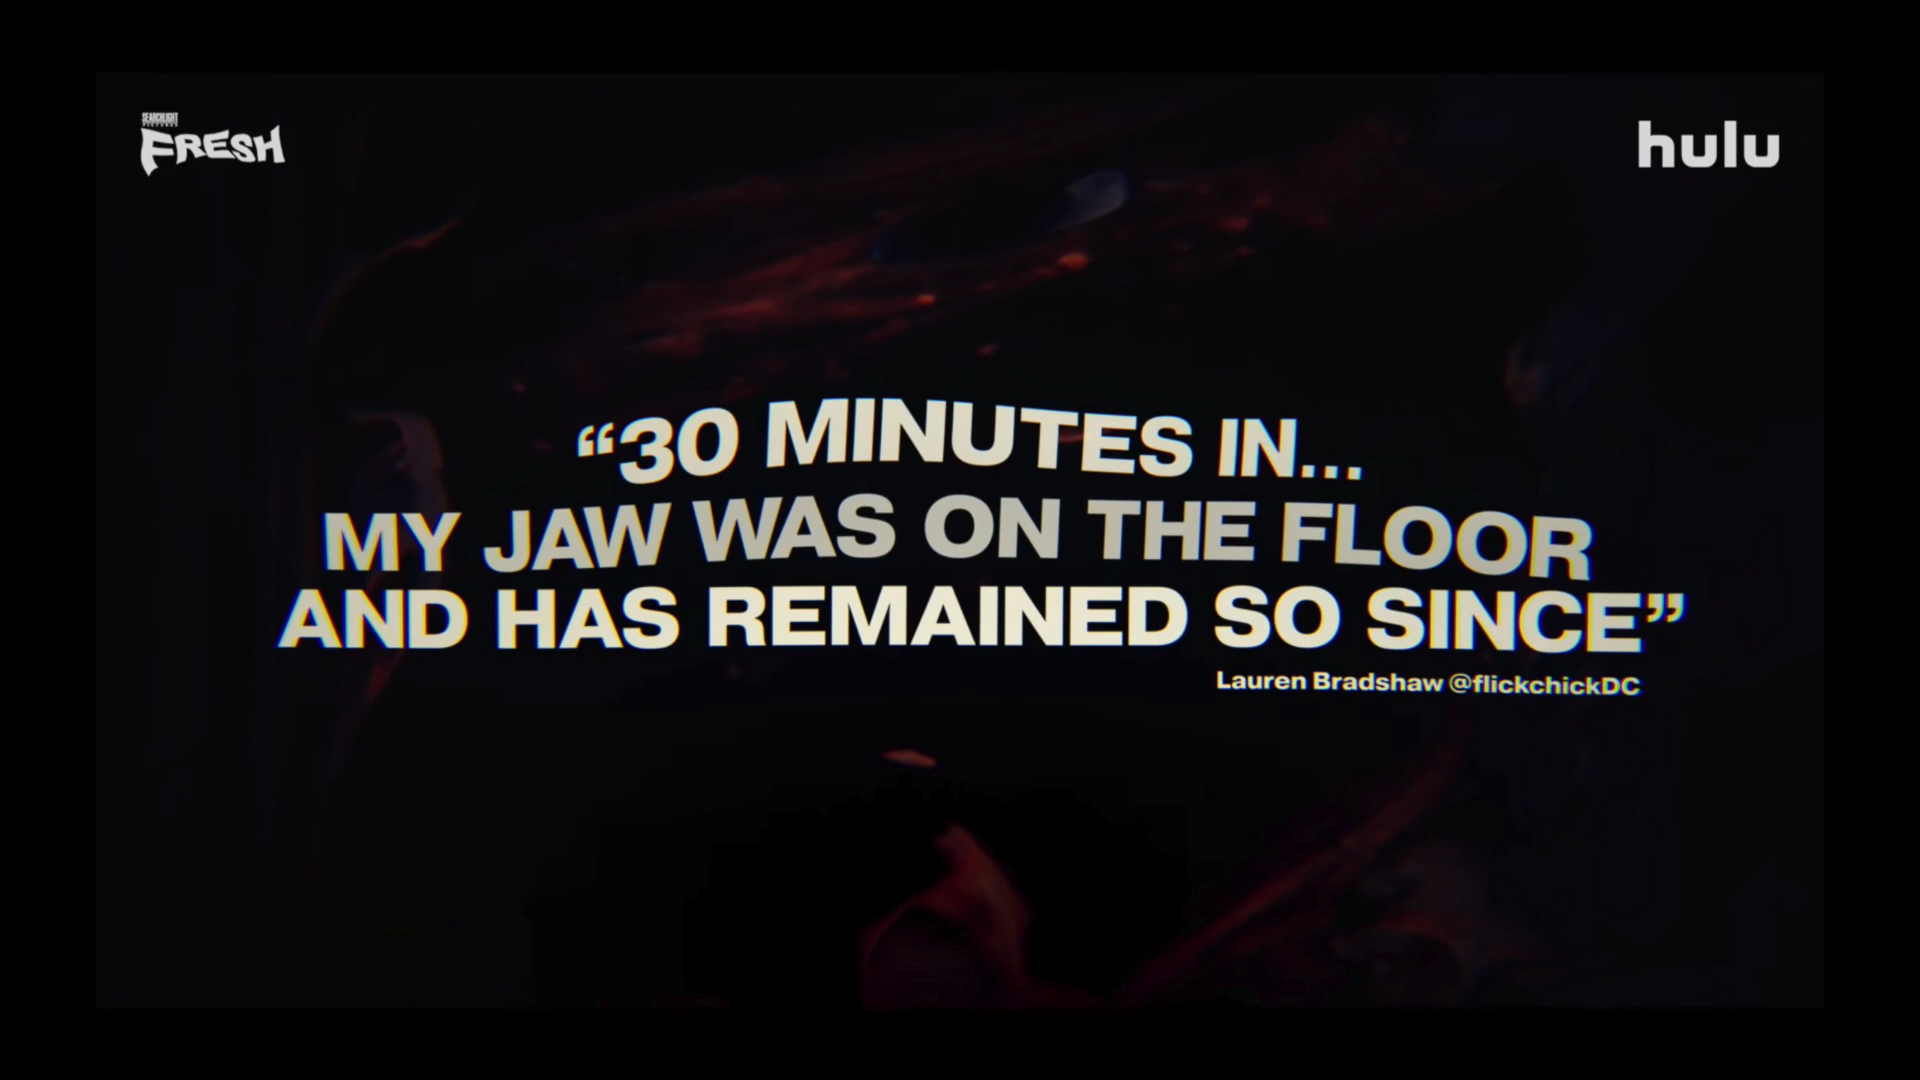 SEARCHLIGHT
PICTURES
FRESH
hulu
“30 MINUTES IN...
MY JAW WAS ON THE FLOOR
AND HAS REMAINED SO SINCE”
Lauren Bradshaw @flickchickDC